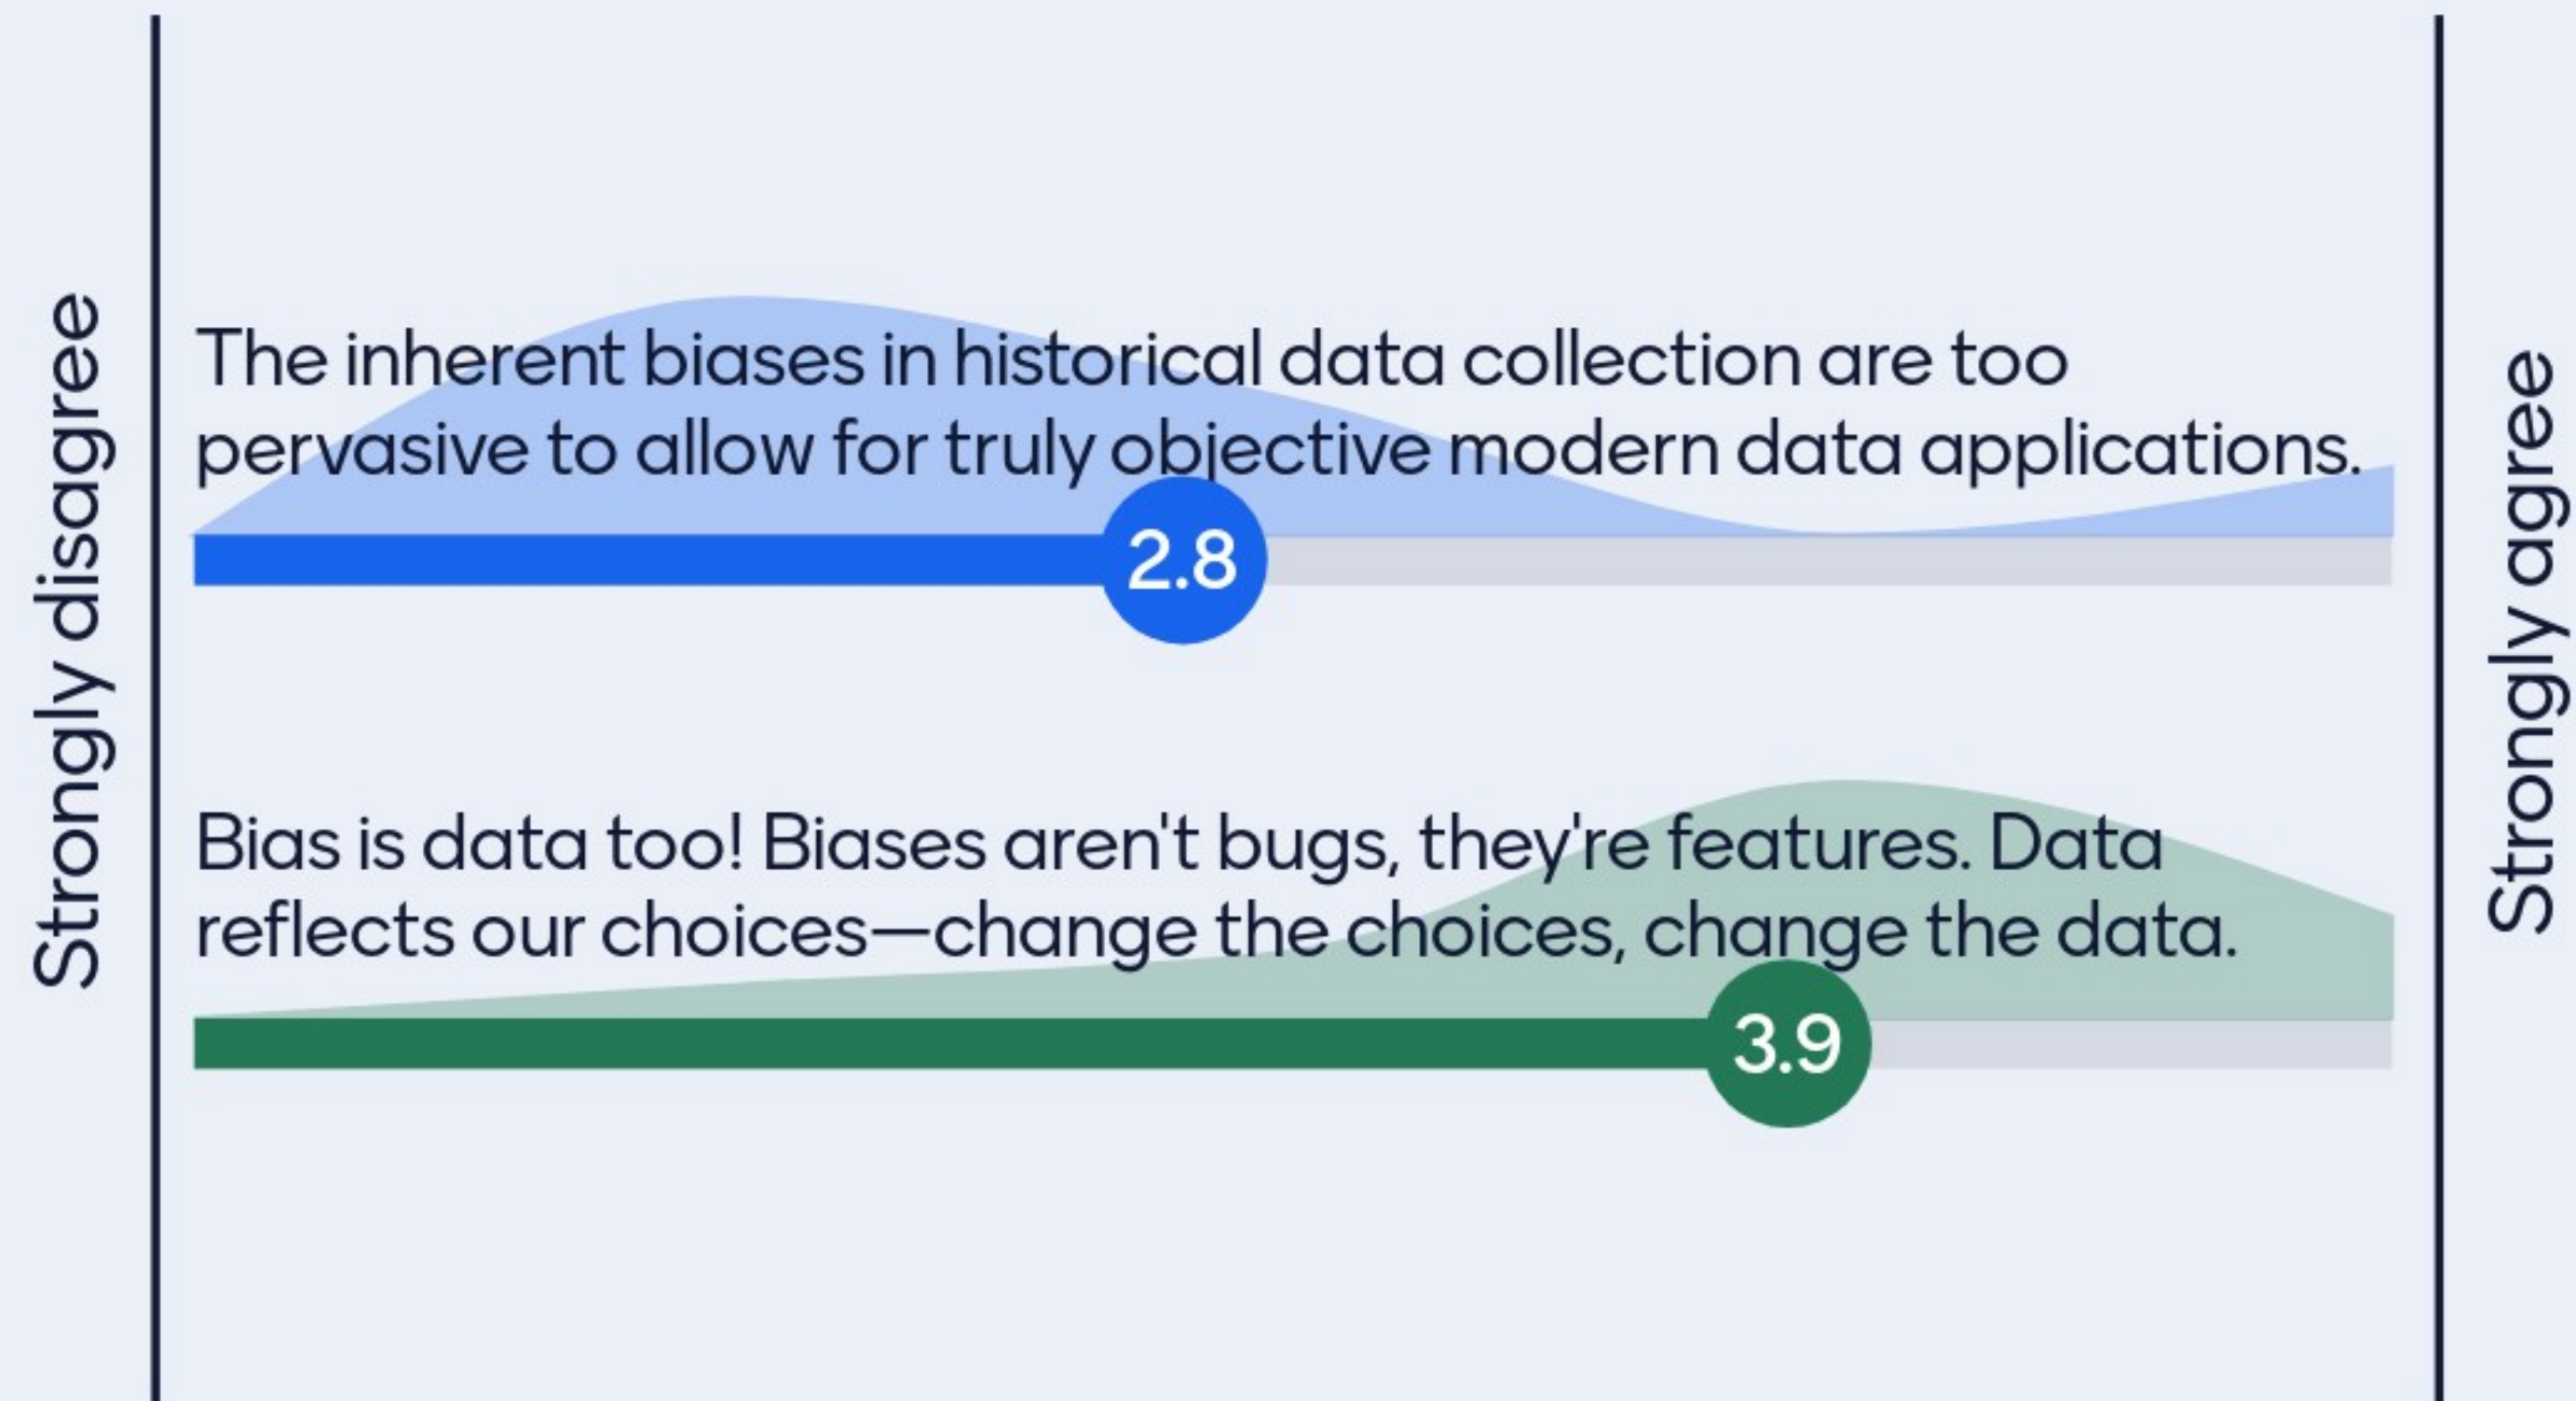 Strongly disagree
The inherent biases in historical data collection are too
pervasive to allow for truly objective modern data applications.
2.8
Bias is data too! Biases aren't bugs, they're features. Data
reflects our choices—change the choices, change the data.
3.9
Strongly agree